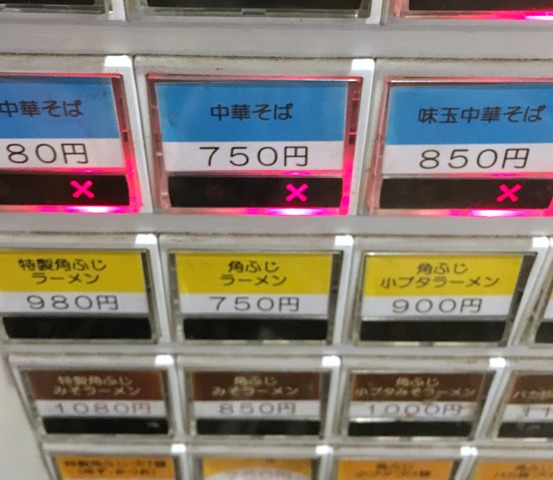 中華そば
80円
×
中華そば
750円
×
味玉中華そば
850円
×
特製角ふじ
ラーメン
980円
角ふじ
ラーメン
750円
角ふじ
小ブタラーメン
900円
特製角ふじ
みそラーメン
1080円
角ふじ
みそラーメン
850円
角ふじ
小ブタみそラーメン
1000円